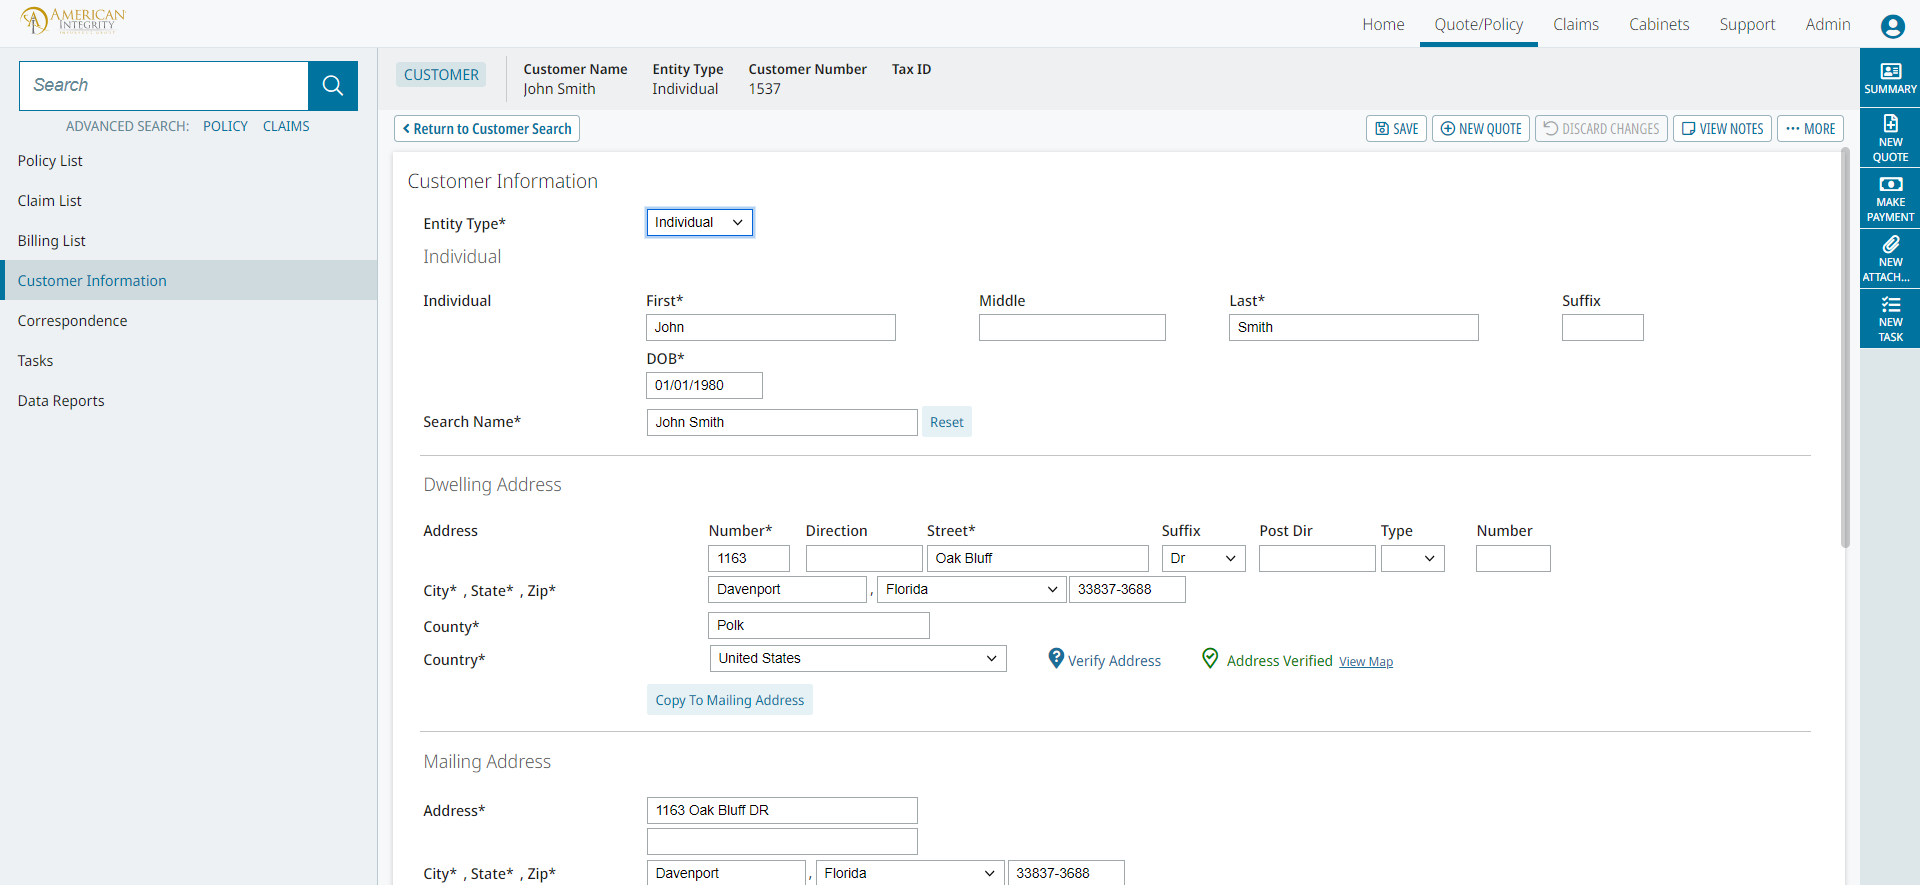 AMERICAN
INTEGRITY
Home Quote/Policy Claims Cabinets Support Admin
Search
ADVANCED SEARCH: POLICY CLAIMS
Policy List
Claim List
Billing List
Customer Information
Correspondence
Tasks
Data Reports
CUSTOMER
Customer Name Entity Type Customer Number Tax ID
John Smith Individual 1537
Return to Customer Search
SAVE NEW QUOTE DISCARD CHANGES VIEW NOTES MORE
Customer Information
Entity Type* Individual
Individual
Individual First* Middle Last* Suffix
John Smith
DOB*
01/01/1980
Search Name* John Smith Reset
Dwelling Address
Address Number* Direction Street* Suffix Post Dir Type Number
1163 Oak Bluff Dr
City* , State* , Zip* Davenport , Florida 33837-3688
County* Polk
Country* United States Verify Address Address Verified View Map
Copy To Mailing Address
Mailing Address
Address* 1163 Oak Bluff DR
City* , State* , Zip* Davenport , Florida 33837-3688
SUMMARY
NEW
QUOTE
MAKE
PAYMENT
NEW
ATTACH...
NEW
TASK